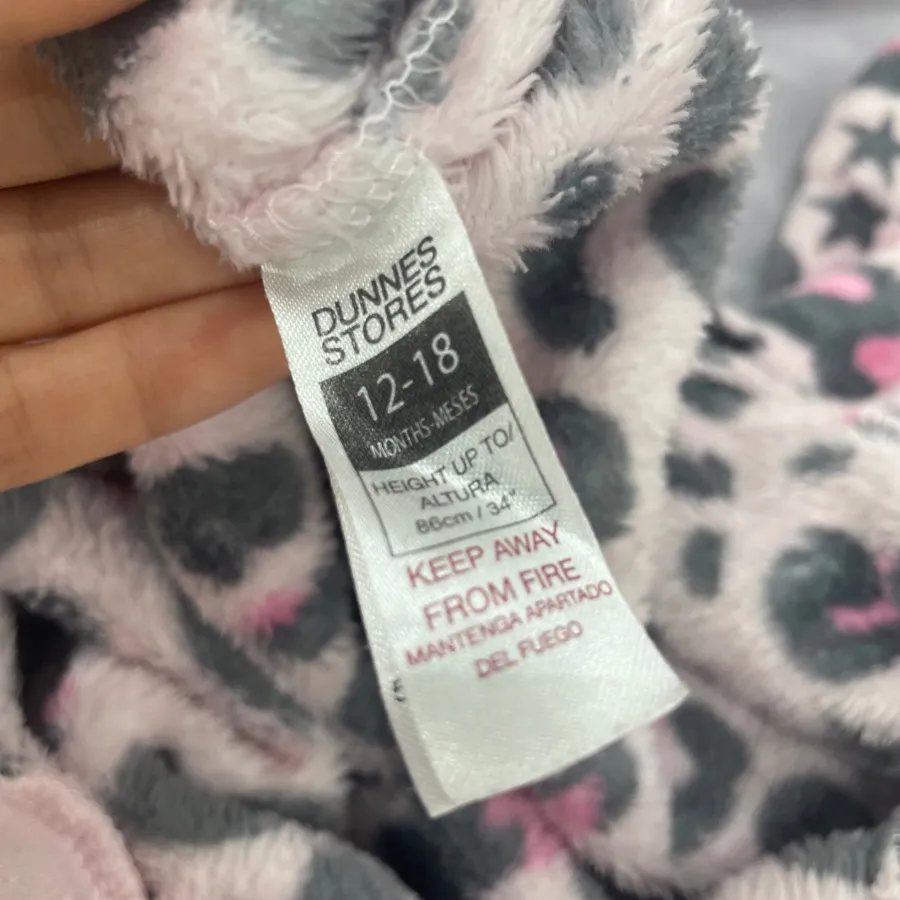 DUNNES
STORES
12-18
MONTHS-MESES
HEIGHT UP TO/
ALTURA
86cm / 34"
KEEP AWAY
FROM FIRE
MANTENGA APARTADO
DEL FUEGO